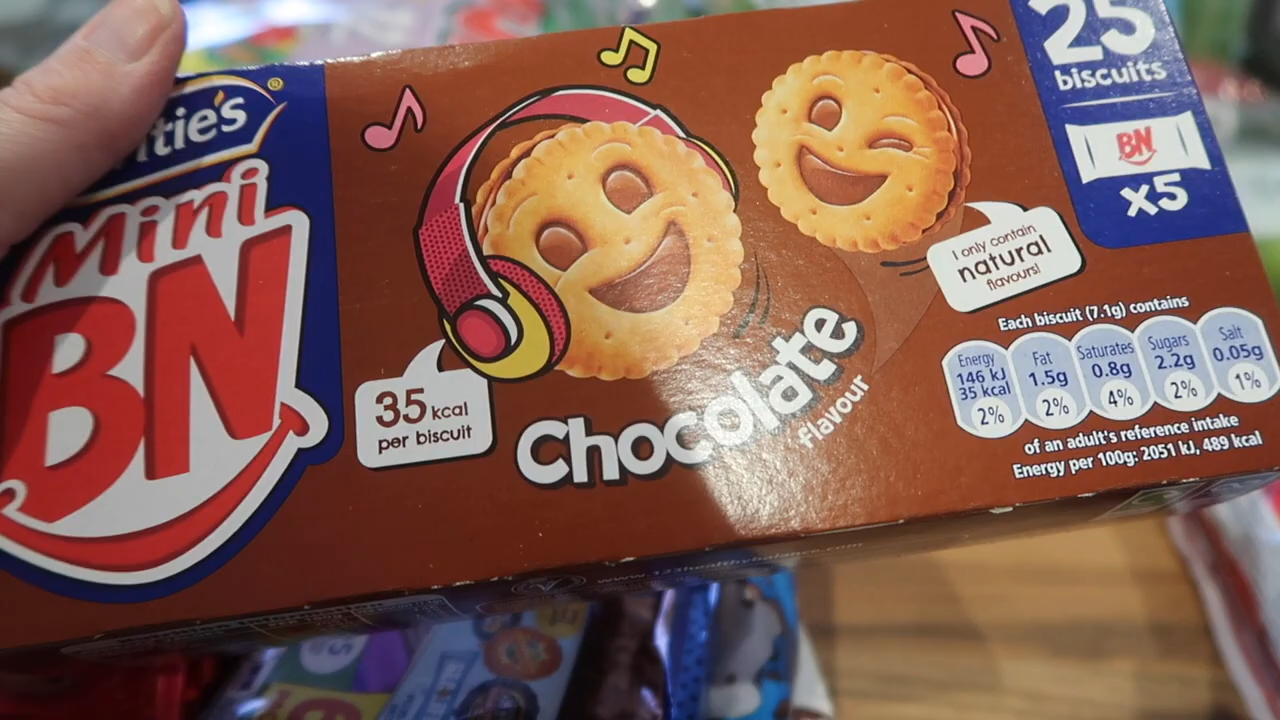 tie's
®
Mini
BN
35 kcal
per biscuit
Chocolate
flavour
I only contain
natural
flavours!
25
biscuits
BN
x5
Each biscuit (7.1g) contains
Energy
146 kJ
35 kcal
2%
Fat
1.5g
2%
Saturates
0.8g
4%
Sugars
2.2g
2%
Salt
0.05g
1%
of an adult's reference intake
Energy per 100g: 2051 kJ, 489 kcal